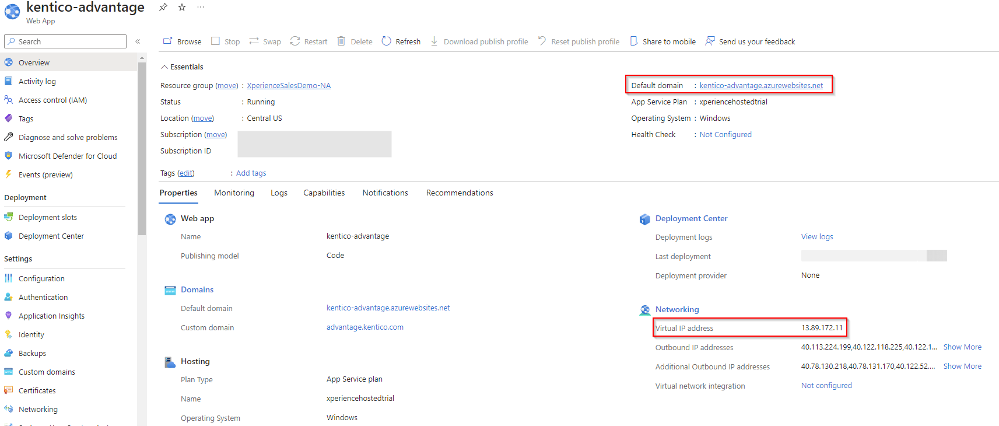 kentico-advantage
Web App
Search
Browse Stop Swap Restart Delete Refresh Download publish profile Reset publish profile Share to mobile Send us your feedback
Overview
Activity log
Access control (IAM)
Tags
Diagnose and solve problems
Microsoft Defender for Cloud
Events (preview)
Deployment
Deployment slots
Deployment Center
Settings
Configuration
Authentication
Application Insights
Identity
Backups
Custom domains
Certificates
Networking
Essentials
Resource group (move) : XperienceSalesDemo-NA
Status : Running
Location (move) : Central US
Subscription (move)
Subscription ID
Tags (edit) : Add tags
Default domain : kentico-advantage.azurewebsites.net
App Service Plan : xperiencehostedtrial
Operating System : Windows
Health Check : Not Configured
Properties Monitoring Logs Capabilities Notifications Recommendations
Web app
Name kentico-advantage
Publishing model Code
Domains
Default domain kentico-advantage.azurewebsites.net
Custom domain advantage.kentico.com
Hosting
Plan Type App Service plan
Name xperiencehostedtrial
Operating System Windows
Deployment Center
Deployment logs View logs
Last deployment
Deployment provider None
Networking
Virtual IP address 13.89.172.11
Outbound IP addresses 40.113.224.199,40.122.118.225,40.122.1... Show More
Additional Outbound IP addresses 40.78.130.218,40.78.131.170,40.122.52.... Show More
Virtual network integration Not configured